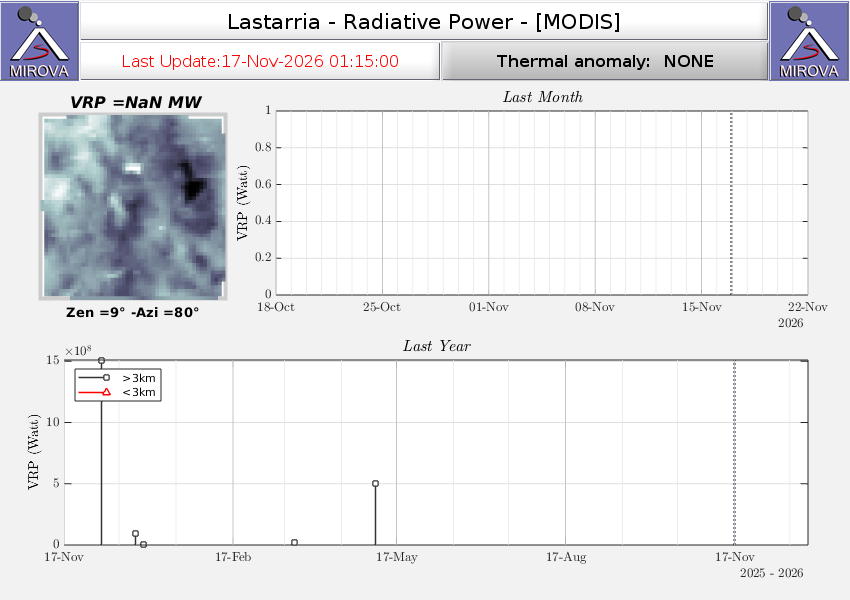 Lastarria - Radiative Power - [MODIS]
MIROVA
Last Update:17-Nov-2026 01:15:00
Thermal anomaly: NONE
MIROVA
VRP =NaN MW
Zen =9° -Azi =80°
Last Month
VRP (Watt)
1
0.8
0.6
0.4
0.2
0
18-Oct 25-Oct 01-Nov 08-Nov 15-Nov 22-Nov
2026
Last Year
×10⁸
VRP (Watt)
15
10
5
0
>3km
<3km
17-Nov 17-Feb 17-May 17-Aug 17-Nov
2025 - 2026